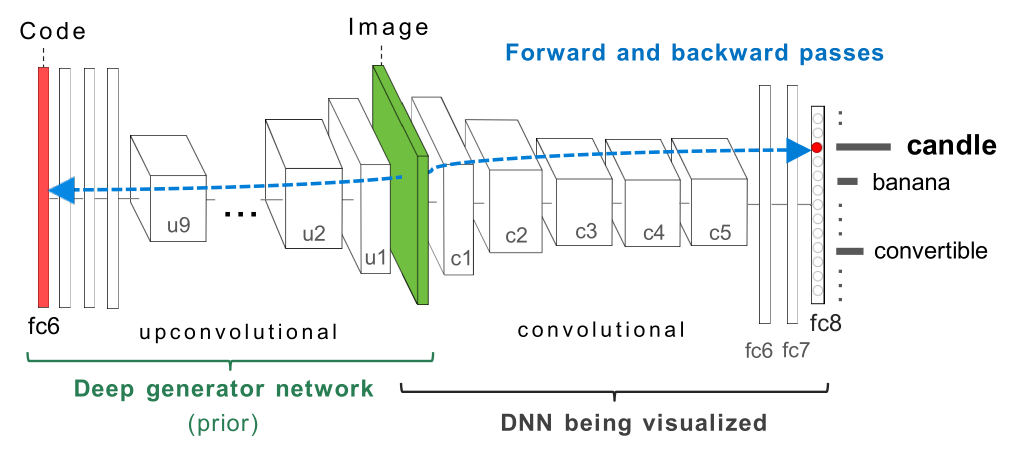 Code
Image
Forward and backward passes
candle
banana
convertible
u9
...
u2
u1
c1
c2
c3
c4
c5
fc6
upconvolutional
convolutional
fc6
fc7
fc8
Deep generator network
(prior)
DNN being visualized